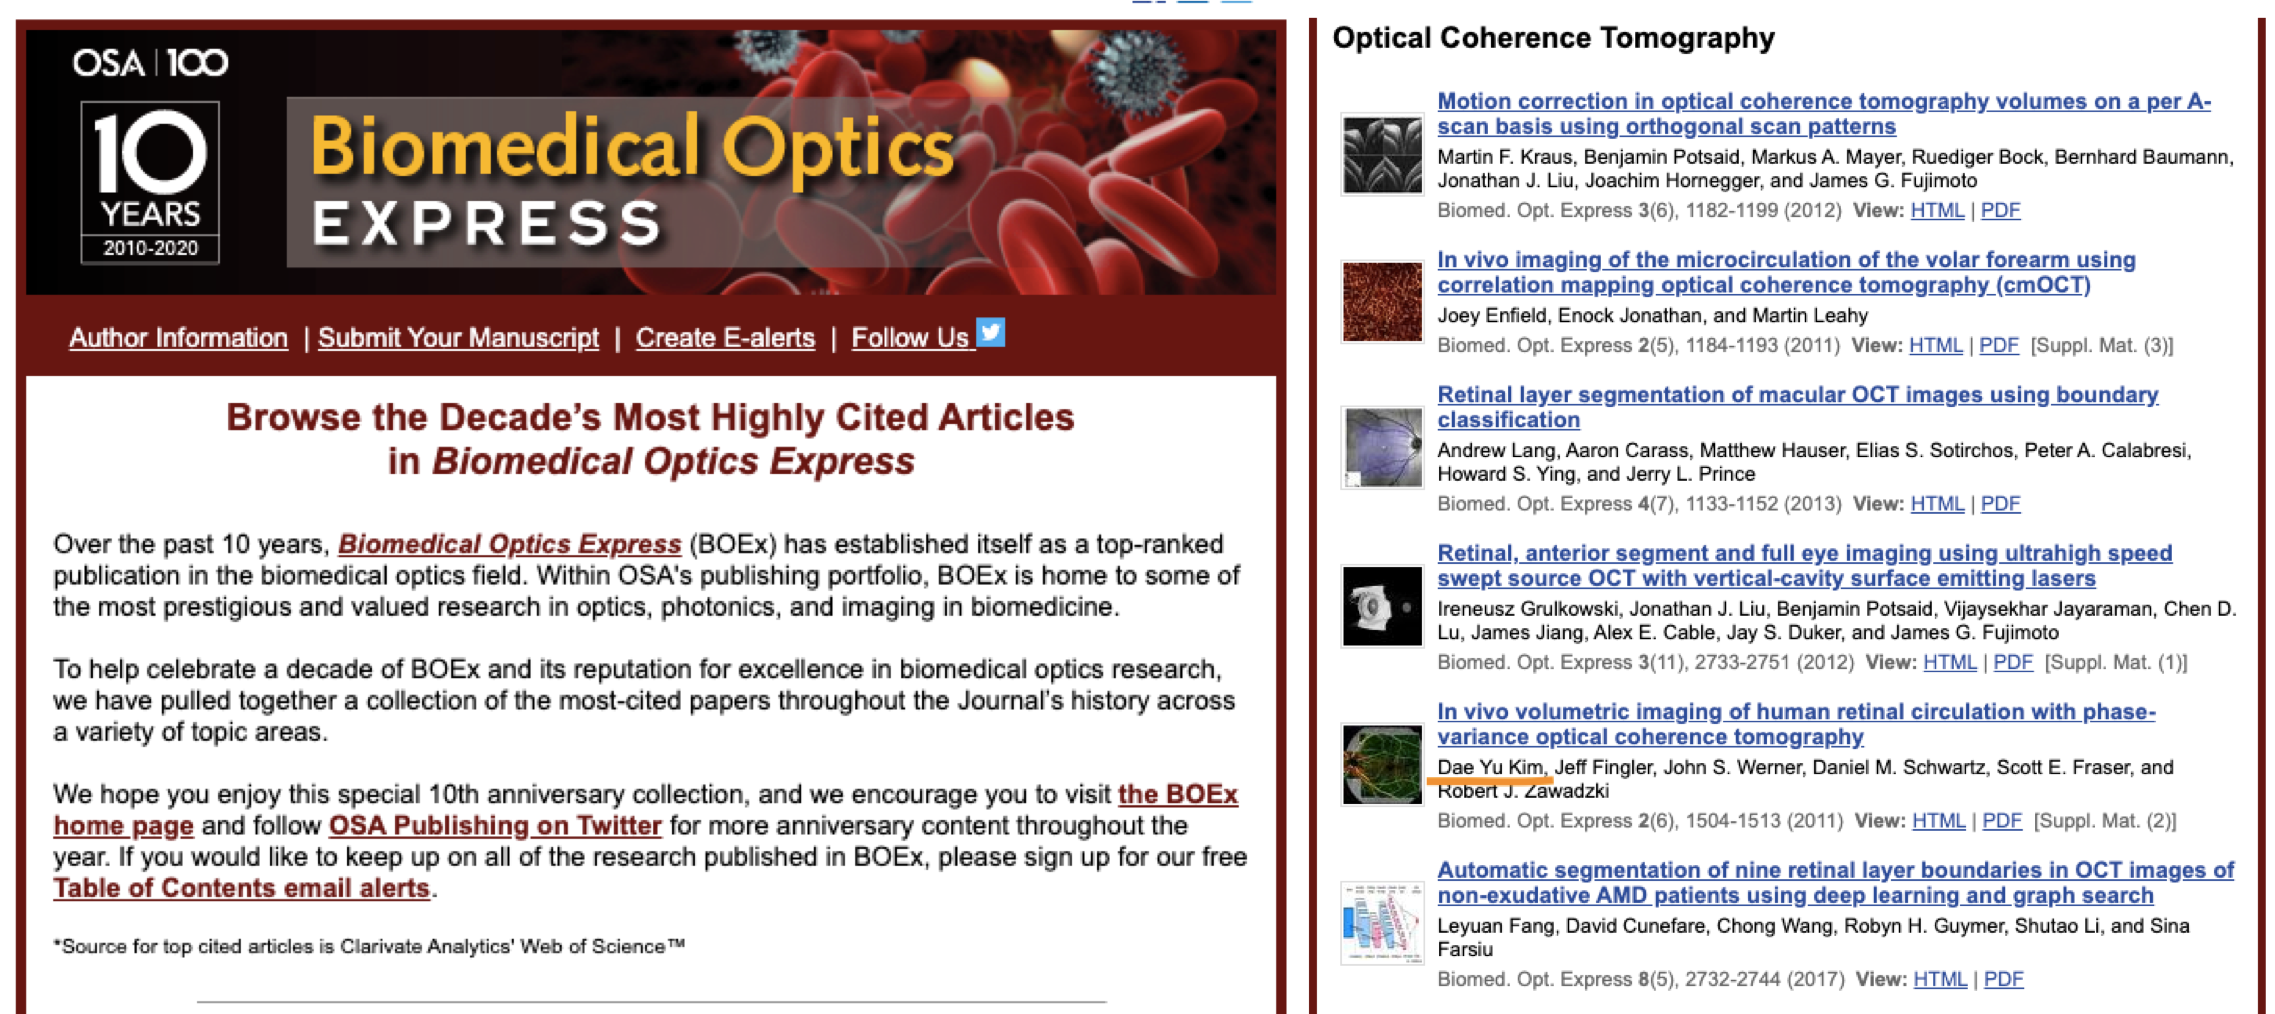 OSA | 100
10
YEARS
2010-2020
Biomedical Optics
EXPRESS
Author Information | Submit Your Manuscript | Create E-alerts | Follow Us
Browse the Decade's Most Highly Cited Articles
in Biomedical Optics Express
Over the past 10 years, Biomedical Optics Express (BOEx) has established itself as a top-ranked
publication in the biomedical optics field. Within OSA's publishing portfolio, BOEx is home to some of
the most prestigious and valued research in optics, photonics, and imaging in biomedicine.
To help celebrate a decade of BOEx and its reputation for excellence in biomedical optics research,
we have pulled together a collection of the most-cited papers throughout the Journal's history across
a variety of topic areas.
We hope you enjoy this special 10th anniversary collection, and we encourage you to visit the BOEx
home page and follow OSA Publishing on Twitter for more anniversary content throughout the
year. If you would like to keep up on all of the research published in BOEx, please sign up for our free
Table of Contents email alerts.
*Source for top cited articles is Clarivate Analytics' Web of Science™
Optical Coherence Tomography
Motion correction in optical coherence tomography volumes on a per A-
scan basis using orthogonal scan patterns
Martin F. Kraus, Benjamin Potsaid, Markus A. Mayer, Ruediger Bock, Bernhard Baumann,
Jonathan J. Liu, Joachim Hornegger, and James G. Fujimoto
Biomed. Opt. Express 3(6), 1182-1199 (2012) View: HTML | PDF
In vivo imaging of the microcirculation of the volar forearm using
correlation mapping optical coherence tomography (cmOCT)
Joey Enfield, Enock Jonathan, and Martin Leahy
Biomed. Opt. Express 2(5), 1184-1193 (2011) View: HTML | PDF [Suppl. Mat. (3)]
Retinal layer segmentation of macular OCT images using boundary
classification
Andrew Lang, Aaron Carass, Matthew Hauser, Elias S. Sotirchos, Peter A. Calabresi,
Howard S. Ying, and Jerry L. Prince
Biomed. Opt. Express 4(7), 1133-1152 (2013) View: HTML | PDF
Retinal, anterior segment and full eye imaging using ultrahigh speed
swept source OCT with vertical-cavity surface emitting lasers
Ireneusz Grulkowski, Jonathan J. Liu, Benjamin Potsaid, Vijaysekhar Jayaraman, Chen D.
Lu, James Jiang, Alex E. Cable, Jay S. Duker, and James G. Fujimoto
Biomed. Opt. Express 3(11), 2733-2751 (2012) View: HTML | PDF [Suppl. Mat. (1)]
In vivo volumetric imaging of human retinal circulation with phase-
variance optical coherence tomography
Dae Yu Kim, Jeff Fingler, John S. Werner, Daniel M. Schwartz, Scott E. Fraser, and
Robert J. Zawadzki
Biomed. Opt. Express 2(6), 1504-1513 (2011) View: HTML | PDF [Suppl. Mat. (2)]
Automatic segmentation of nine retinal layer boundaries in OCT images of
non-exudative AMD patients using deep learning and graph search
Leyuan Fang, David Cunefare, Chong Wang, Robyn H. Guymer, Shutao Li, and Sina
Farsiu
Biomed. Opt. Express 8(5), 2732-2744 (2017) View: HTML | PDF